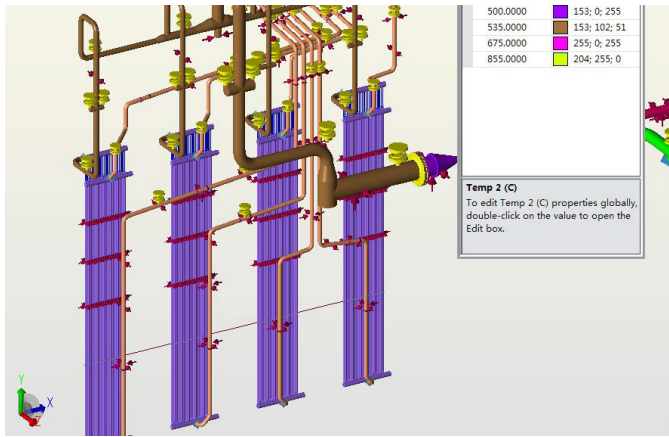 500.0000 153; 0; 255
535.0000 153; 102; 51
675.0000 255; 0; 255
855.0000 204; 255; 0
Temp 2 (C)
To edit Temp 2 (C) properties globally,
double-click on the value to open the
Edit box.
Y
X
Z